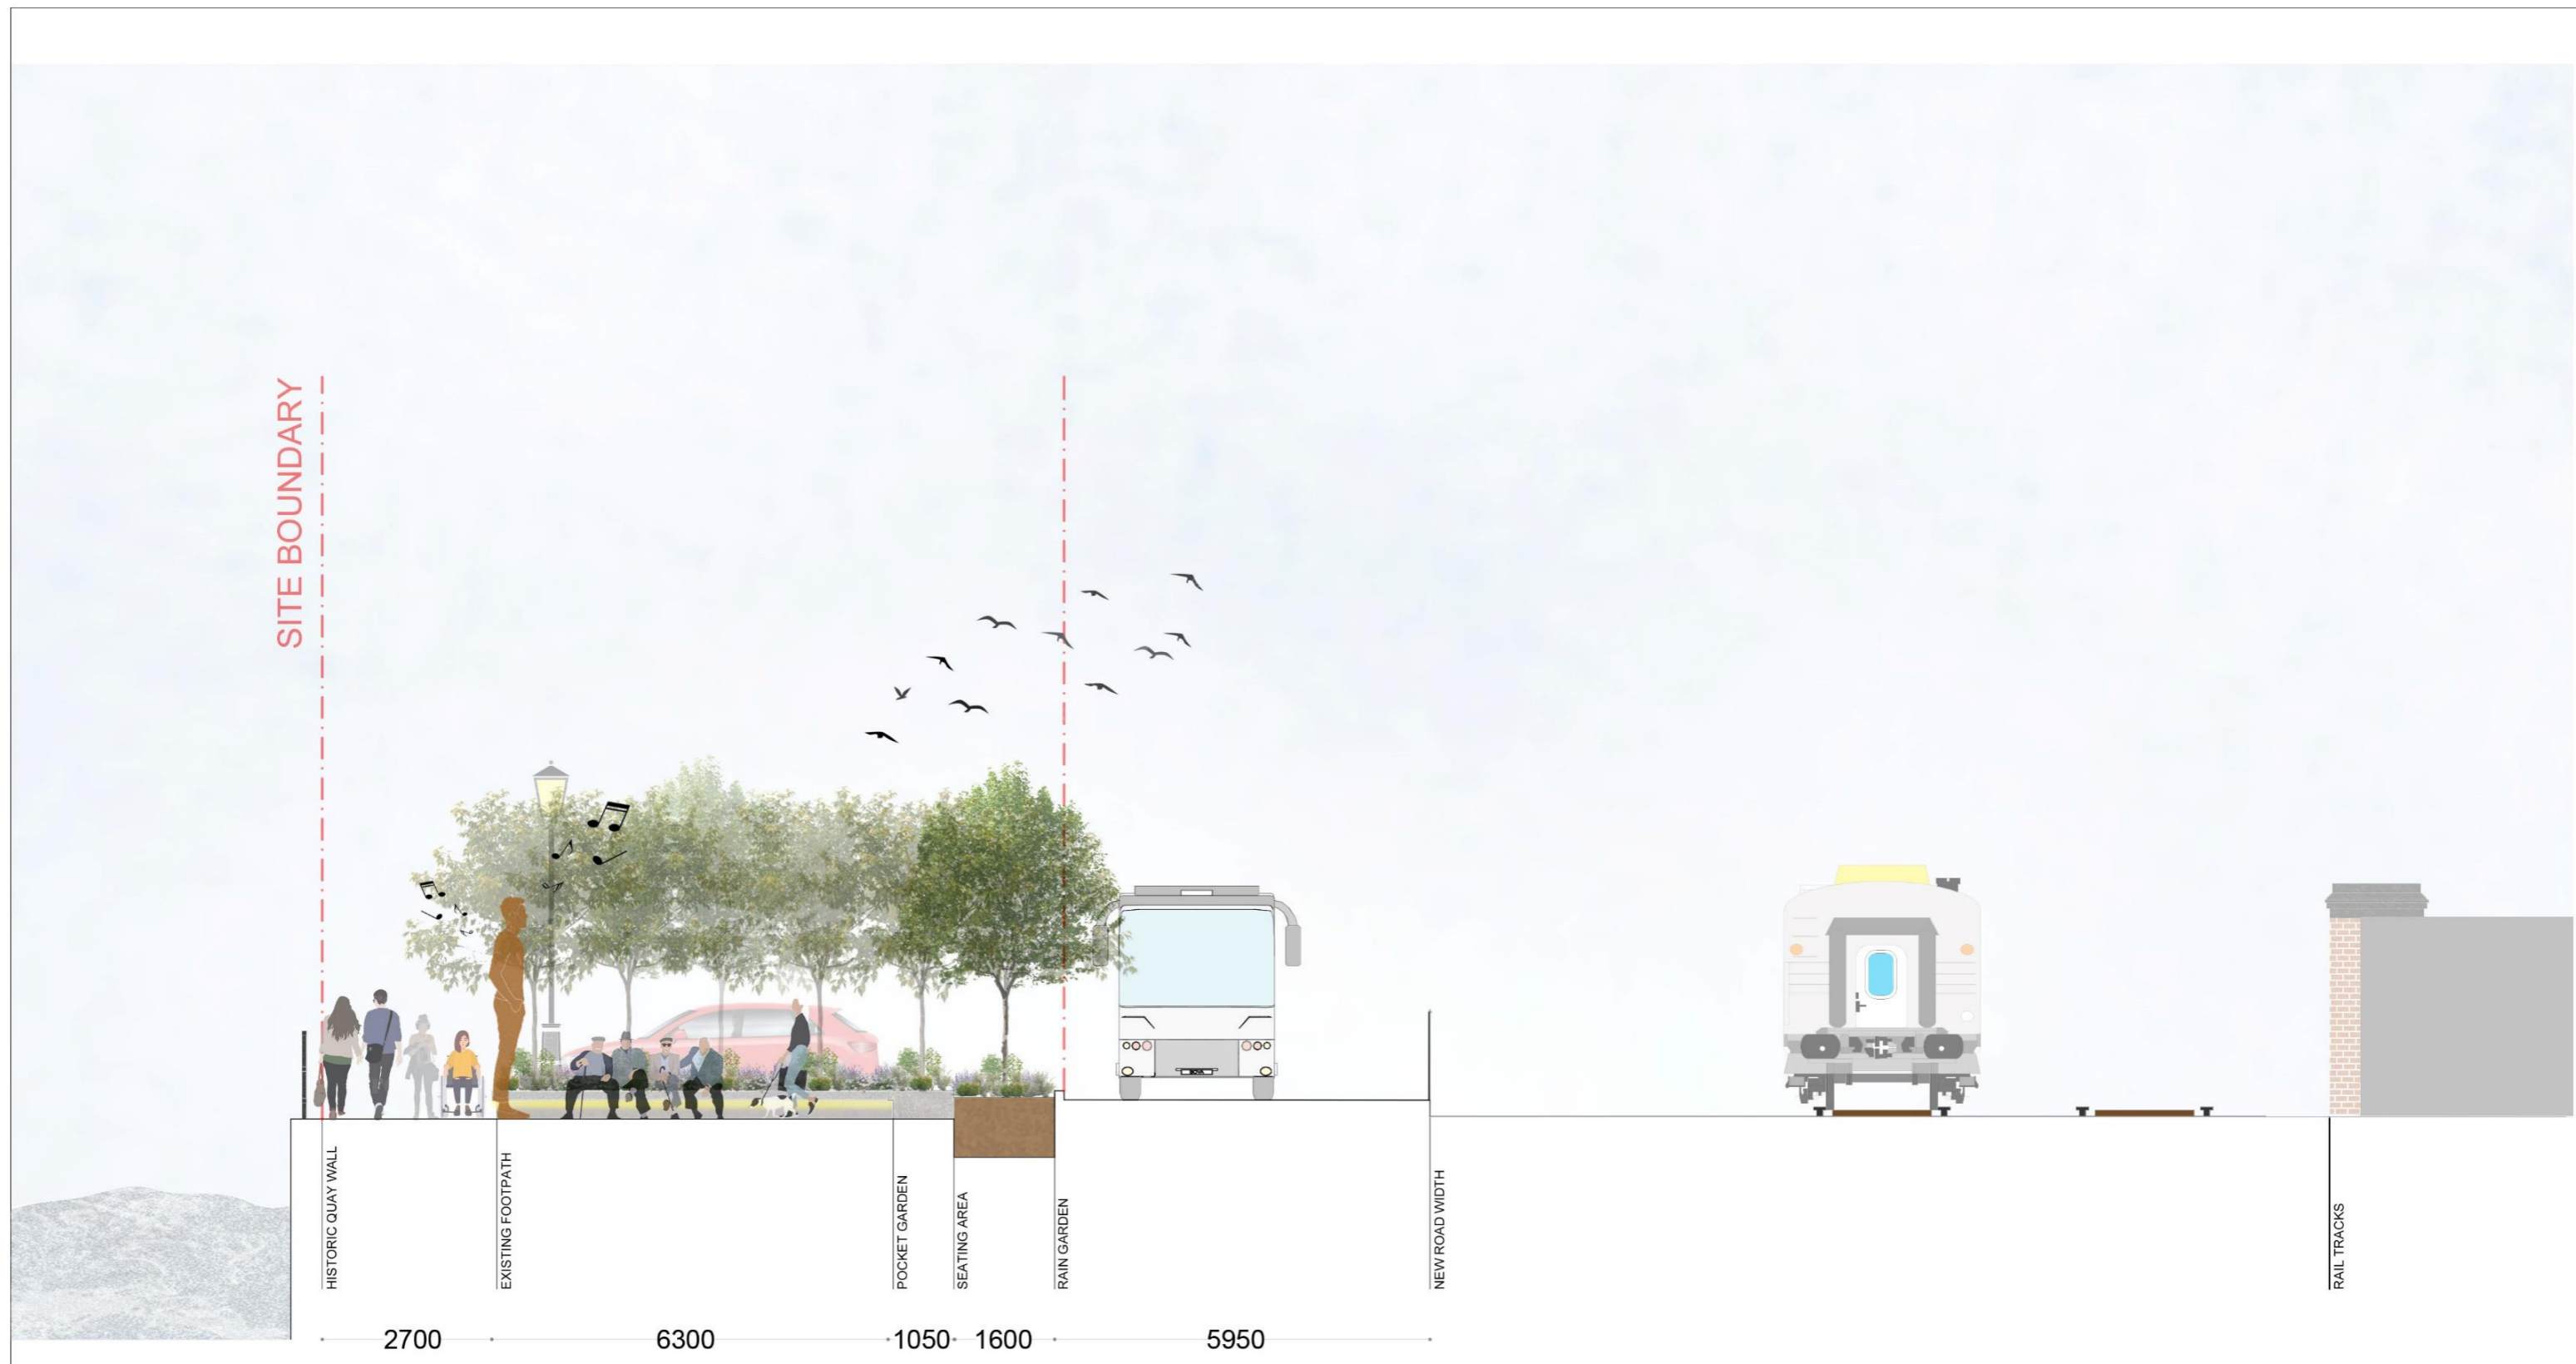 SITE BOUNDARY
HISTORIC QUAY WALL
EXISTING FOOTPATH
POCKET GARDEN
SEATING AREA
RAIN GARDEN
NEW ROAD WIDTH
RAIL TRACKS
2700
6300
1050
1600
5950